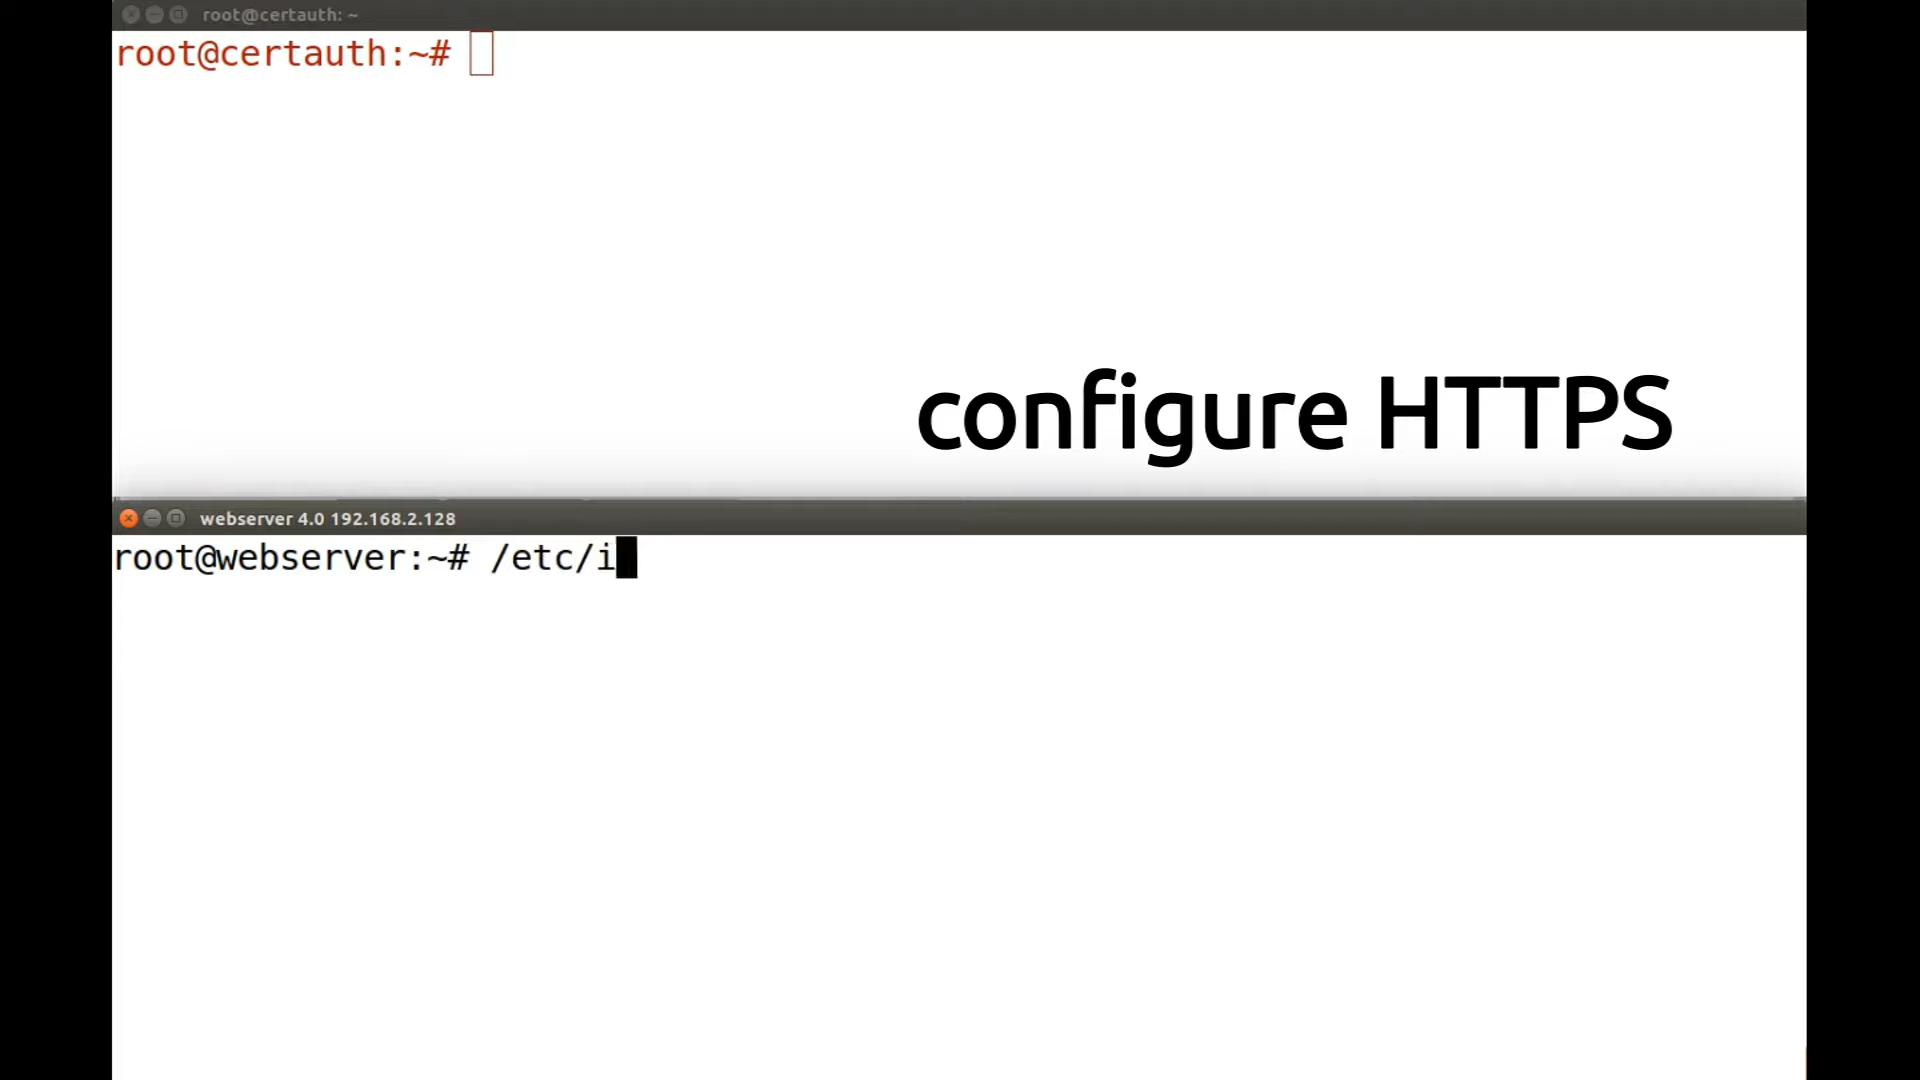 root@certauth: ~
root@certauth:~#
configure HTTPS
webserver 4.0 192.168.2.128
root@webserver:~# /etc/i